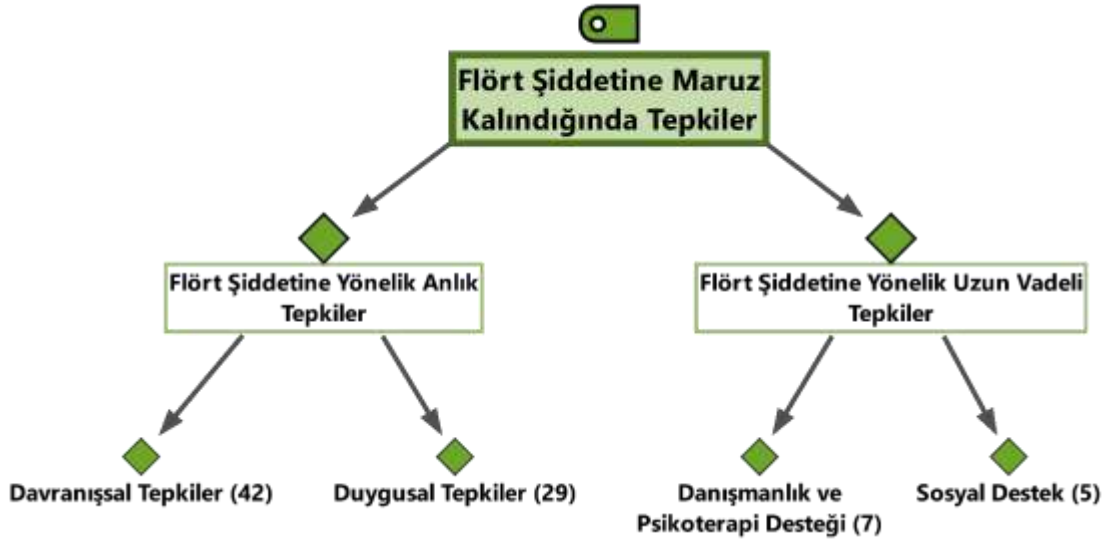 Flört Şiddetine Maruz
Kalındığında Tepkiler
Flört Şiddetine Yönelik Anlık
Tepkiler
Flört Şiddetine Yönelik Uzun Vadeli
Tepkiler
Davranışsal Tepkiler (42)
Duygusal Tepkiler (29)
Danışmanlık ve
Psikoterapi Desteği (7)
Sosyal Destek (5)